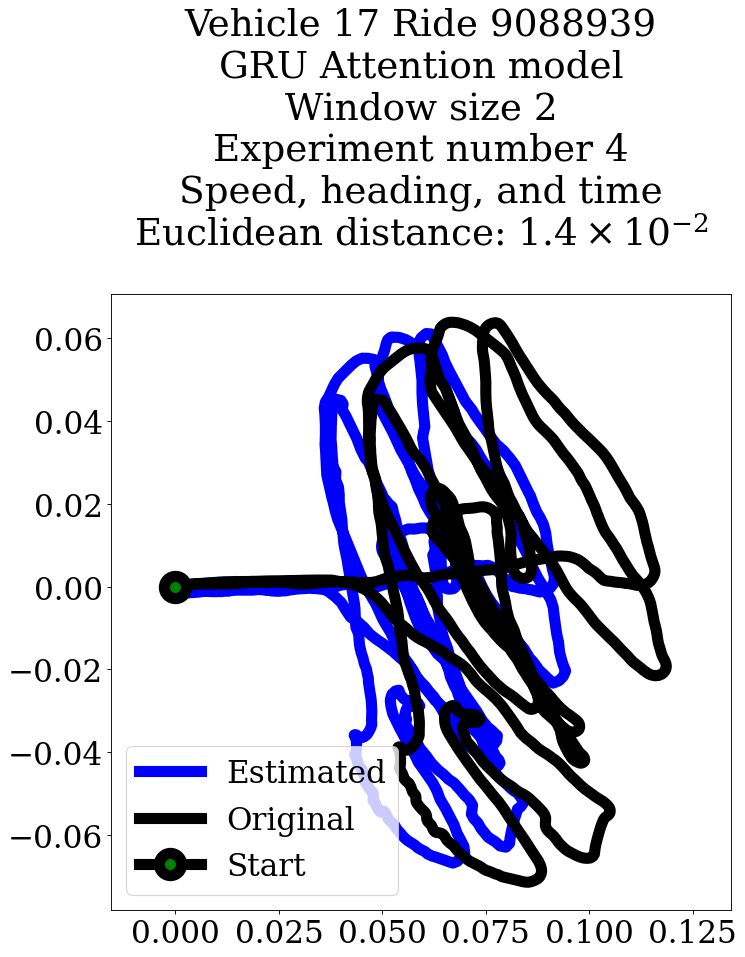 Vehicle 17 Ride 9088939
GRU Attention model
Window size 2
Experiment number 4
Speed, heading, and time
Euclidean distance: 1.4 × 10⁻²
0.06
0.04
0.02
0.00
−0.02
−0.04
−0.06
Estimated
Original
Start
0.000 0.025 0.050 0.075 0.100 0.125